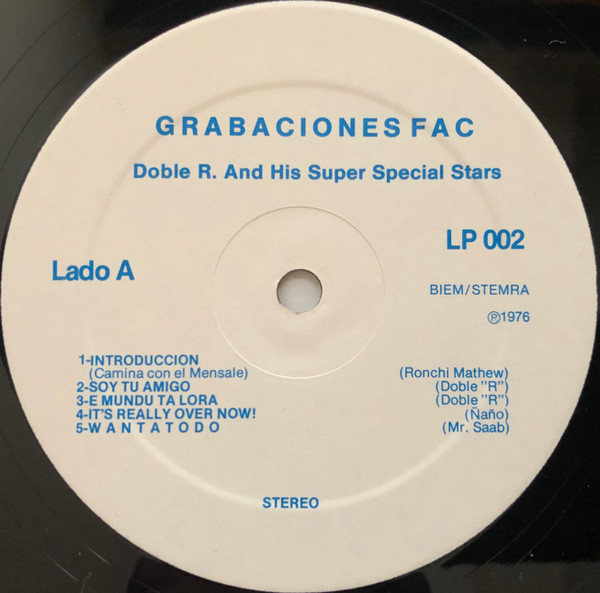 GRABACIONES FAC
Doble R. And His Super Special Stars
LP 002
Lado A
BIEM/STEMRA
℗1976
1-INTRODUCCION
(Camina con el Mensale) (Ronchi Mathew)
2-SOY TU AMIGO (Doble "R")
3-E MUNDU TA LORA (Doble "R")
4-IT'S REALLY OVER NOW! (Ñaño)
5-W A N T A T O D O (Mr. Saab)
STEREO